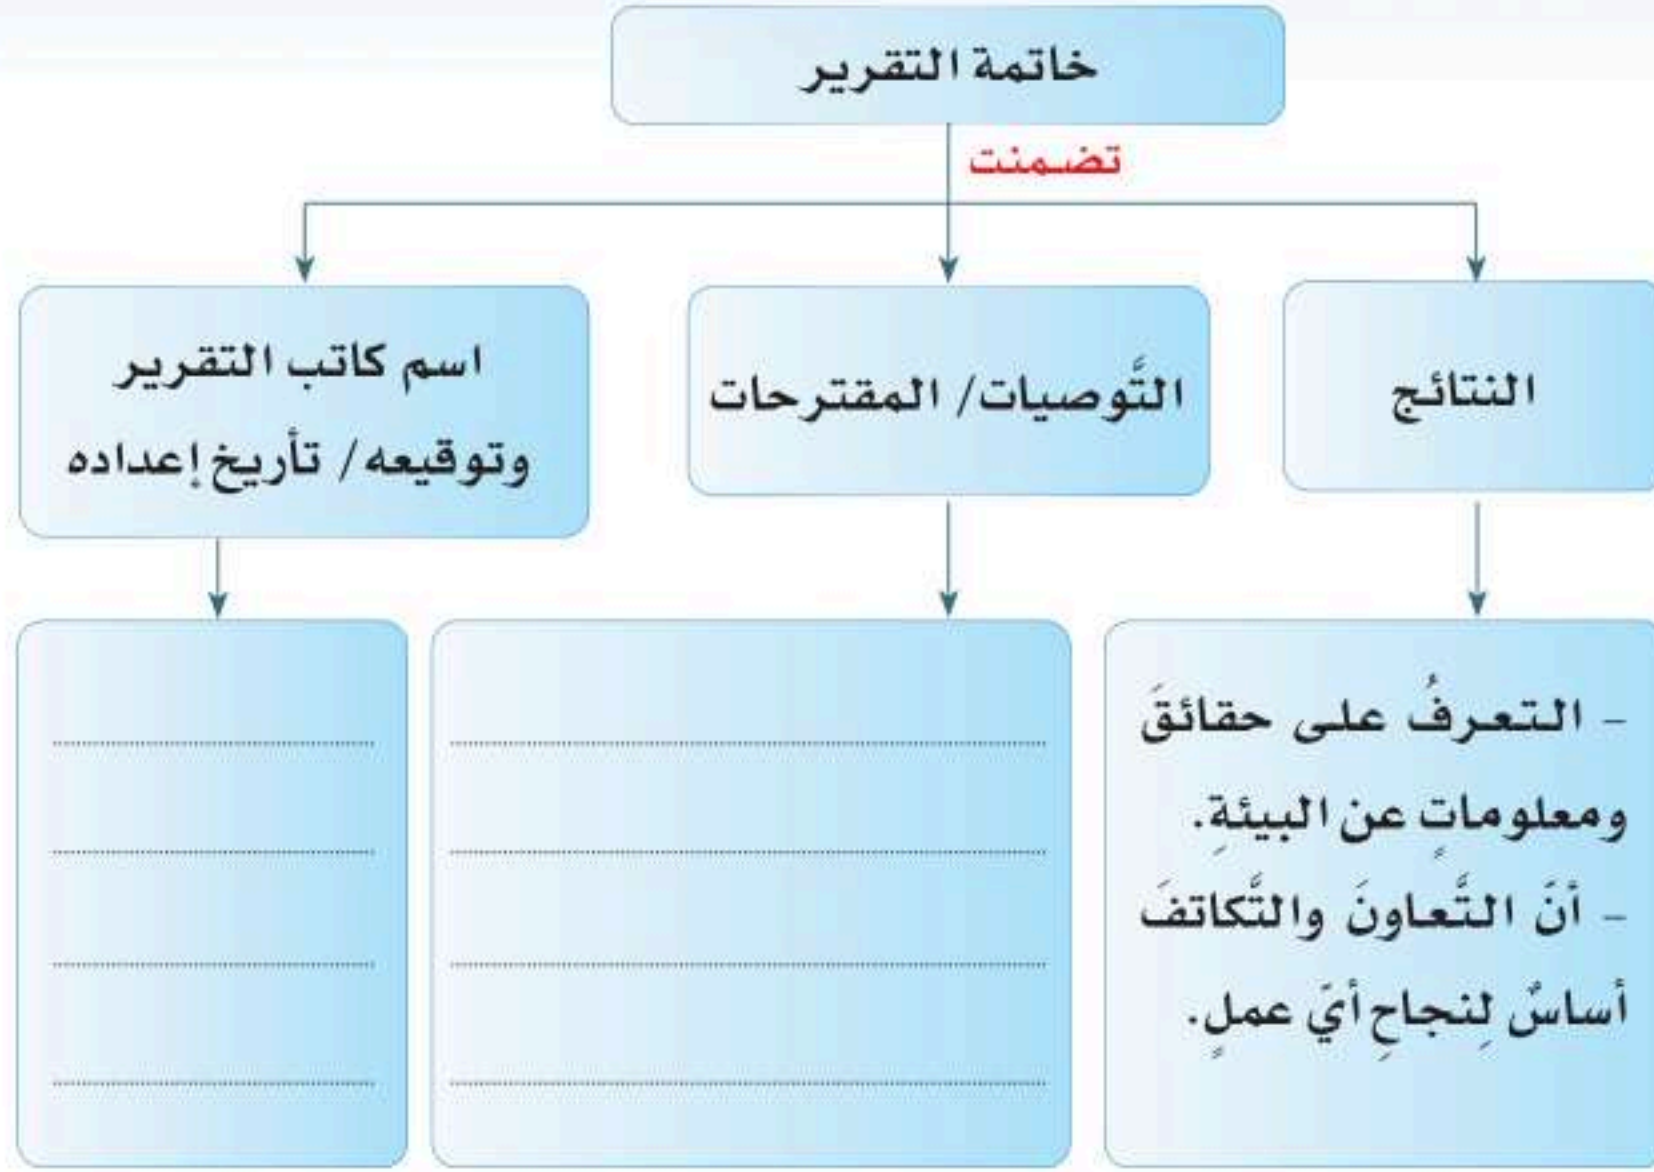 خاتمة التقرير
تضمنت
النتائج
التَّوصيات/ المقترحات
اسم كاتب التقرير
وتوقيعه/ تأريخ إعداده
- التعرفُ على حقائقَ
ومعلوماتٍ عن البيئةِ.
- أنَ التَّعاونَ والتَّكاتفَ
أساسٌ لِنجاحِ أيَ عملٍ.